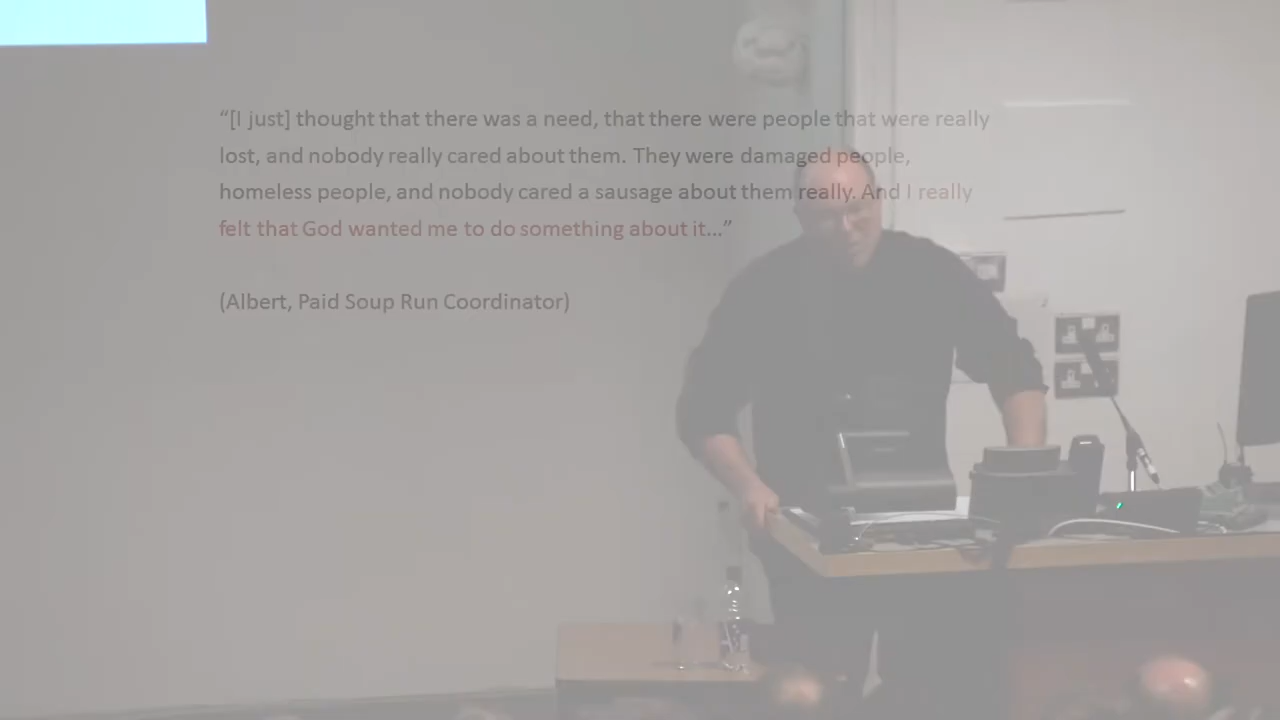 “[I just] thought that there was a need, that there were people that were really
lost, and nobody really cared about them. They were damaged people,
homeless people, and nobody cared a sausage about them really. And I really
felt that God wanted me to do something about it...”
(Albert, Paid Soup Run Coordinator)